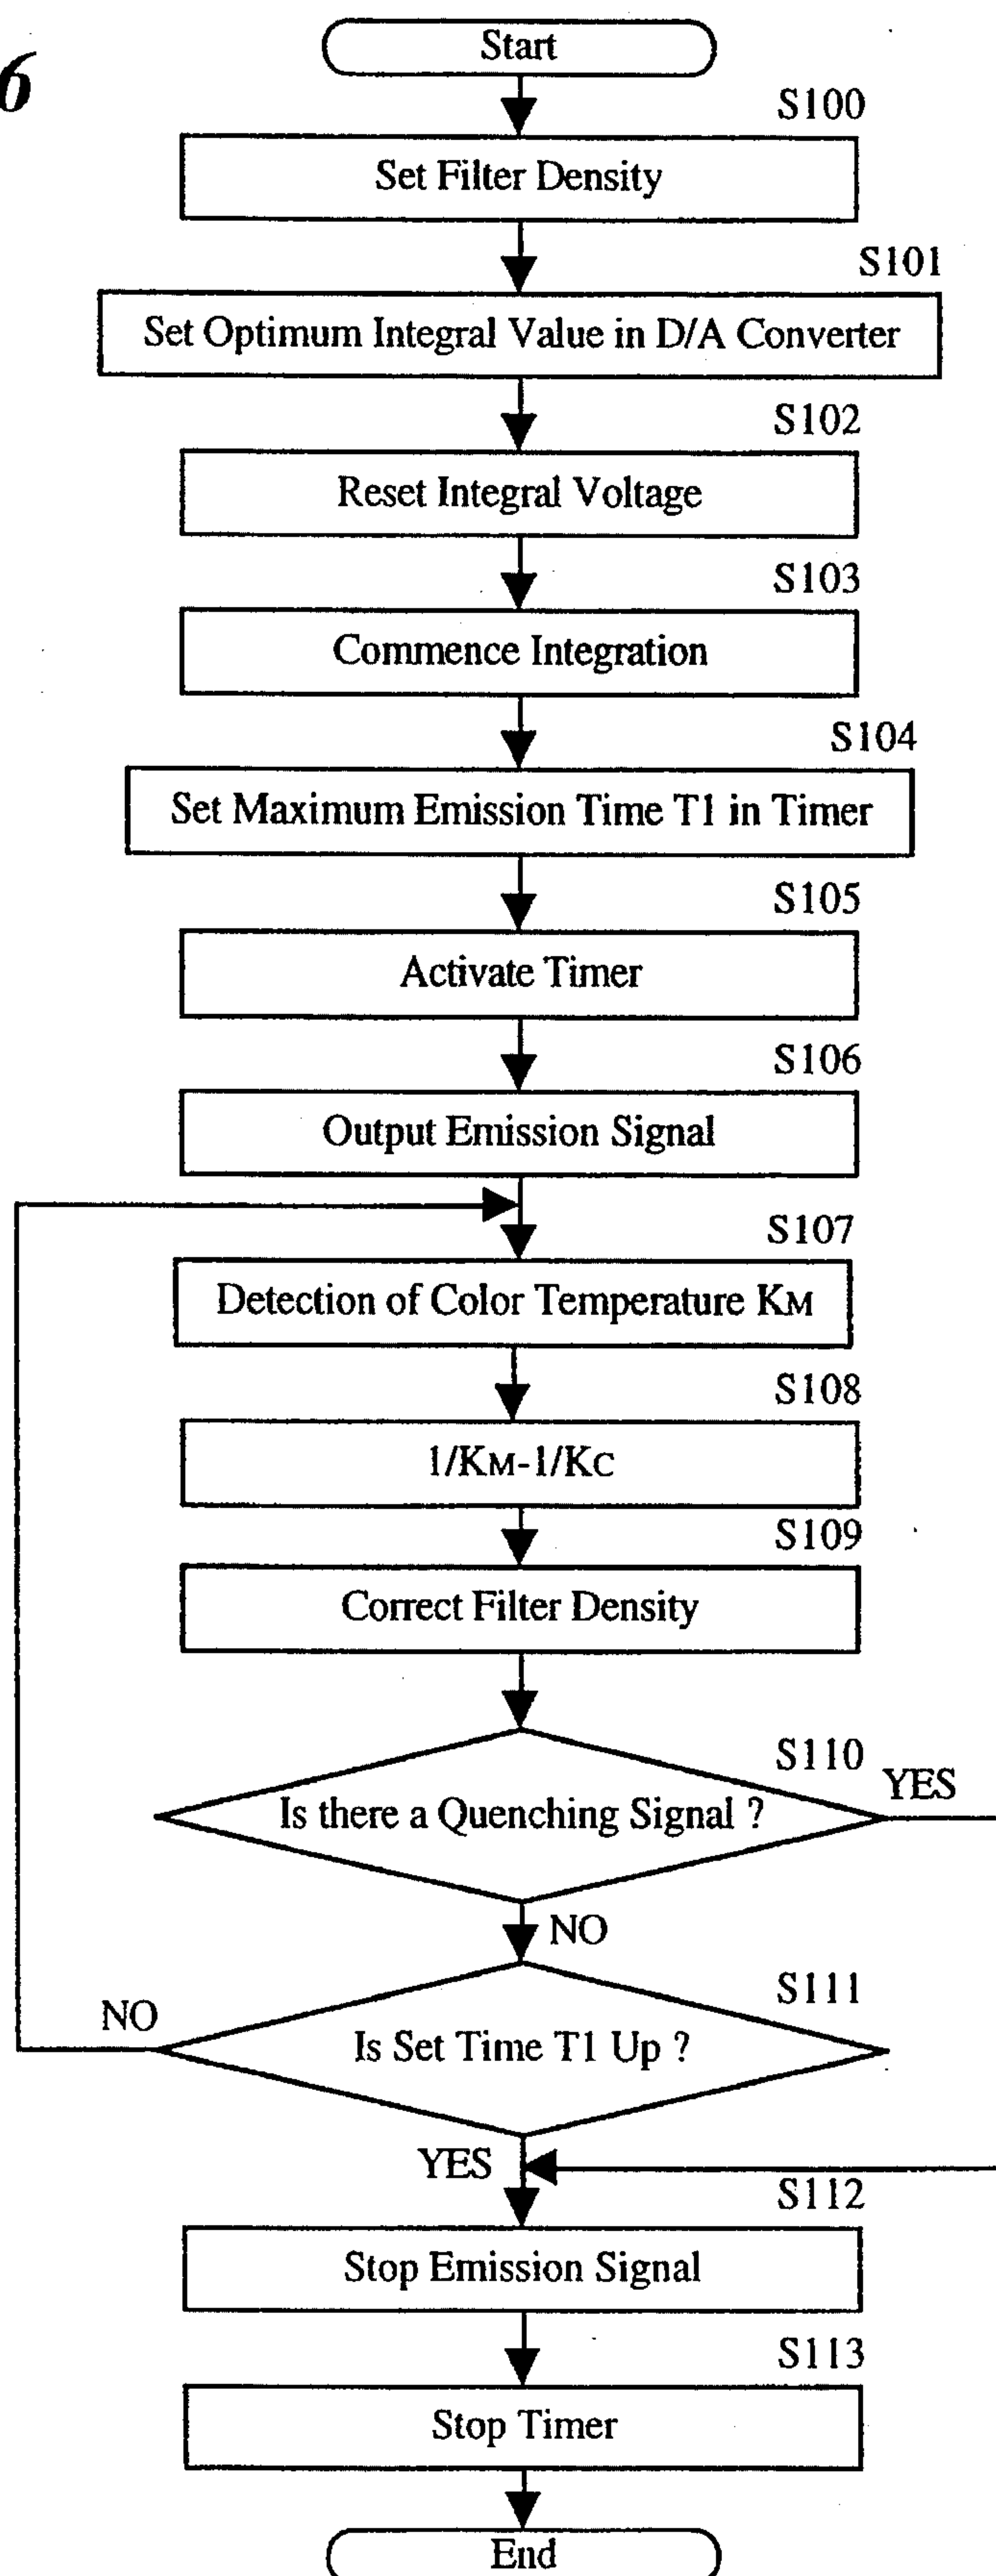 6
Start
S100
Set Filter Density
S101
Set Optimum Integral Value in D/A Converter
S102
Reset Integral Voltage
S103
Commence Integration
S104
Set Maximum Emission Time T1 in Timer
S105
Activate Timer
S106
Output Emission Signal
S107
Detection of Color Temperature KM
S108
1/KM-1/KC
S109
Correct Filter Density
S110
YES
Is there a Quenching Signal ?
NO
S111
NO
Is Set Time T1 Up ?
YES
S112
Stop Emission Signal
S113
Stop Timer
End